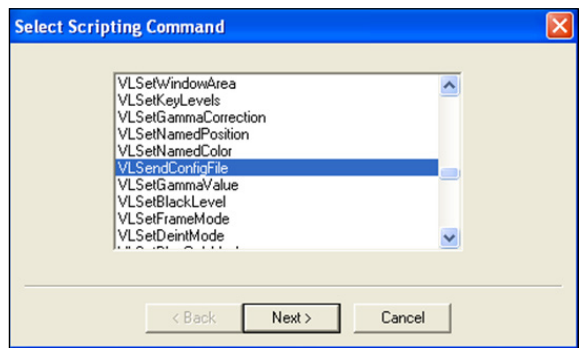 Select Scripting Command
VLSetWindowArea
VLSetKeyLevels
VLSetGammaCorrection
VLSetNamedPosition
VLSetNamedColor
VLSendConfigFile
VLSetGammaValue
VLSetBlackLevel
VLSetFrameMode
VLSetDeintMode
< Back Next > Cancel